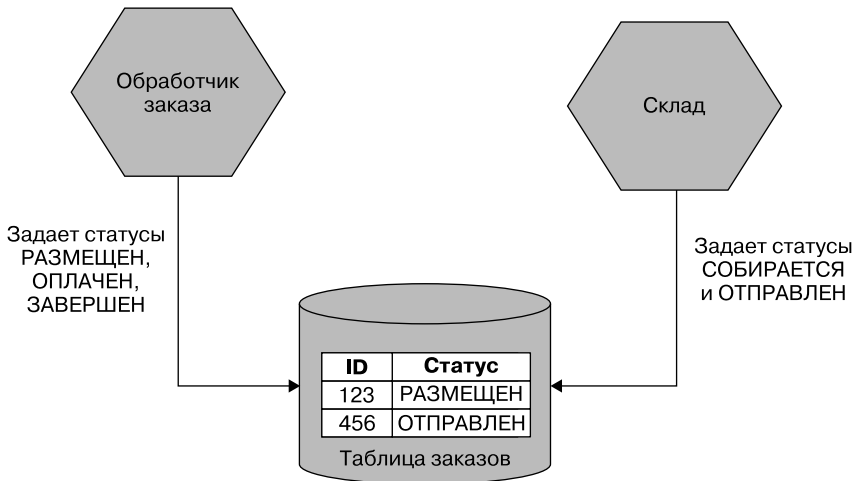 Обработчик
заказа
Склад
Задает статусы
РАЗМЕЩЕН,
ОПЛАЧЕН,
ЗАВЕРШЕН
Задает статусы
СОБИРАЕТСЯ
и ОТПРАВЛЕН
ID Статус
123 РАЗМЕЩЕН
456 ОТПРАВЛЕН
Таблица заказов